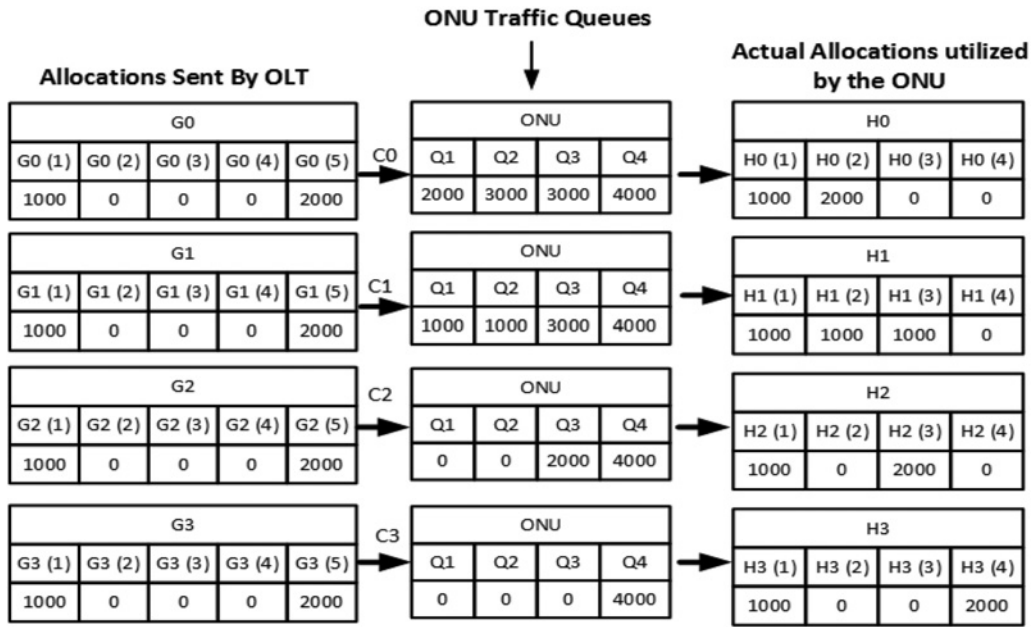 ONU Traffic Queues
Allocations Sent By OLT
Actual Allocations utilized
by the ONU
G0
G0 (1) G0 (2) G0 (3) G0 (4) G0 (5)
1000 0 0 0 2000
C0
ONU
Q1 Q2 Q3 Q4
2000 3000 3000 4000
H0
H0 (1) H0 (2) H0 (3) H0 (4)
1000 2000 0 0
G1
G1 (1) G1 (2) G1 (3) G1 (4) G1 (5)
1000 0 0 0 2000
C1
ONU
Q1 Q2 Q3 Q4
1000 1000 3000 4000
H1
H1 (1) H1 (2) H1 (3) H1 (4)
1000 1000 1000 0
G2
G2 (1) G2 (2) G2 (3) G2 (4) G2 (5)
1000 0 0 0 2000
C2
ONU
Q1 Q2 Q3 Q4
0 0 2000 4000
H2
H2 (1) H2 (2) H2 (3) H2 (4)
1000 0 2000 0
G3
G3 (1) G3 (2) G3 (3) G3 (4) G3 (5)
1000 0 0 0 2000
C3
ONU
Q1 Q2 Q3 Q4
0 0 0 4000
H3
H3 (1) H3 (2) H3 (3) H3 (4)
1000 0 0 2000